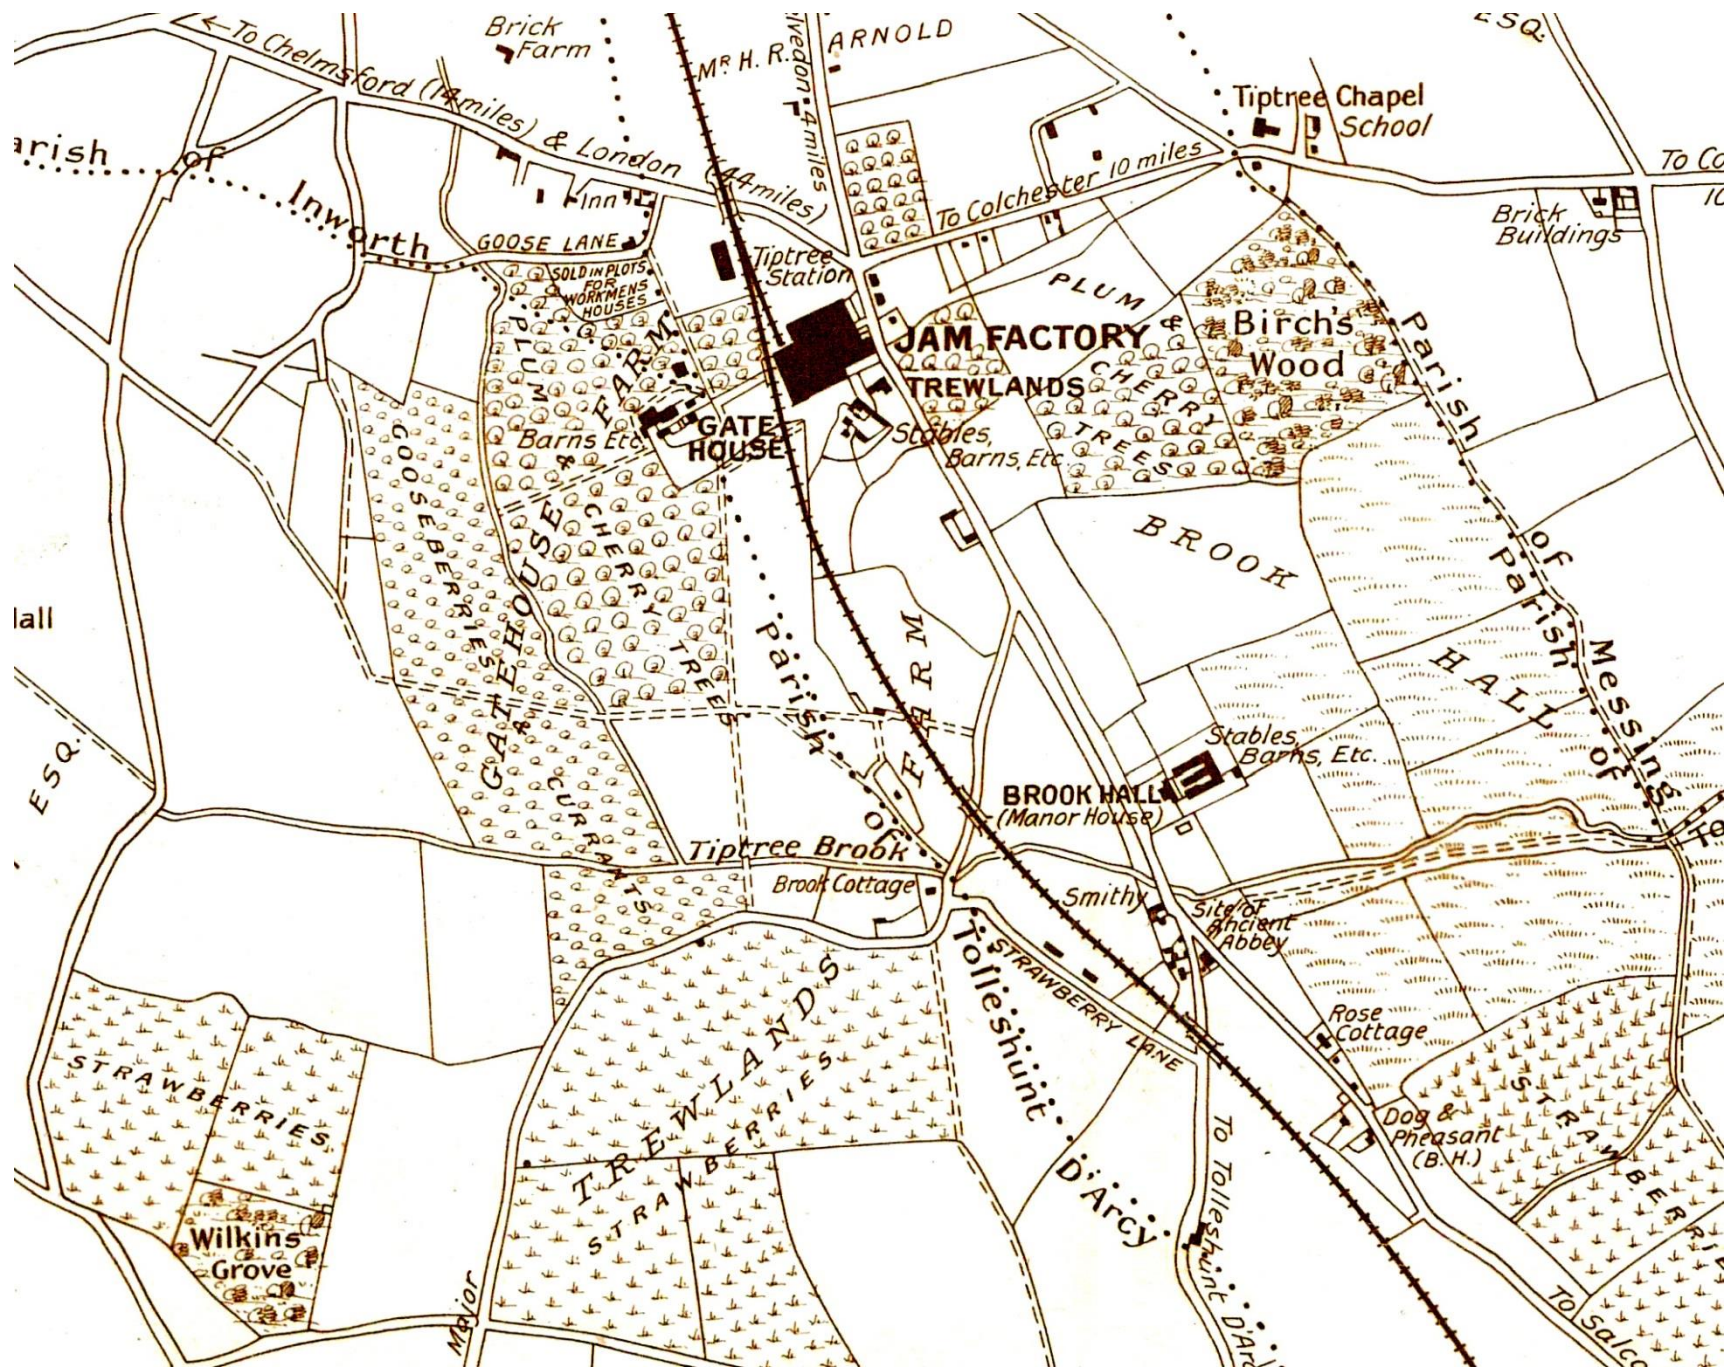 Brick
Farm
← To Chelmsford (14 miles) & London (44 miles)
MR H. R. ARNOLD
lvedon 4 miles
ESQ.
Tiptree Chapel
School
To Colchester 10 miles
To Co
10
Brick
Buildings
arish of Inworth
Inn
GOOSE LANE
SOLD IN PLOTS
FOR
WORKMENS
HOUSES
Tiptree
Station
PLUM & CHERRY TREES
Birch's
Wood
JAM FACTORY
TREWLANDS
Stables,
Barns, Etc
GATE
HOUSE
Barns Etc.
PLUM & CHERRY TREES
GATEHOUSE FARM
GOOSEBERRIES & CURRANTS
Parish of Messing
Parish of
BROOK HALL
FARM
lall
ESQ.
Stables,
Barns, Etc.
BROOK HALL
(Manor House)
Tiptree Brook
Brook Cottage
Smithy
Site of
Ancient
Abbey
To
Parish of Tolleshunt D'Arcy
STRAWBERRY LANE
Rose
Cottage
Dog &
Pheasant
(B. H.)
STRAWBERRIES
TREWLANDS
STRAWBERRIES
STRAWBERRI
Wilkins
Grove
Major
To Tolleshunt D'Arc
To Salc